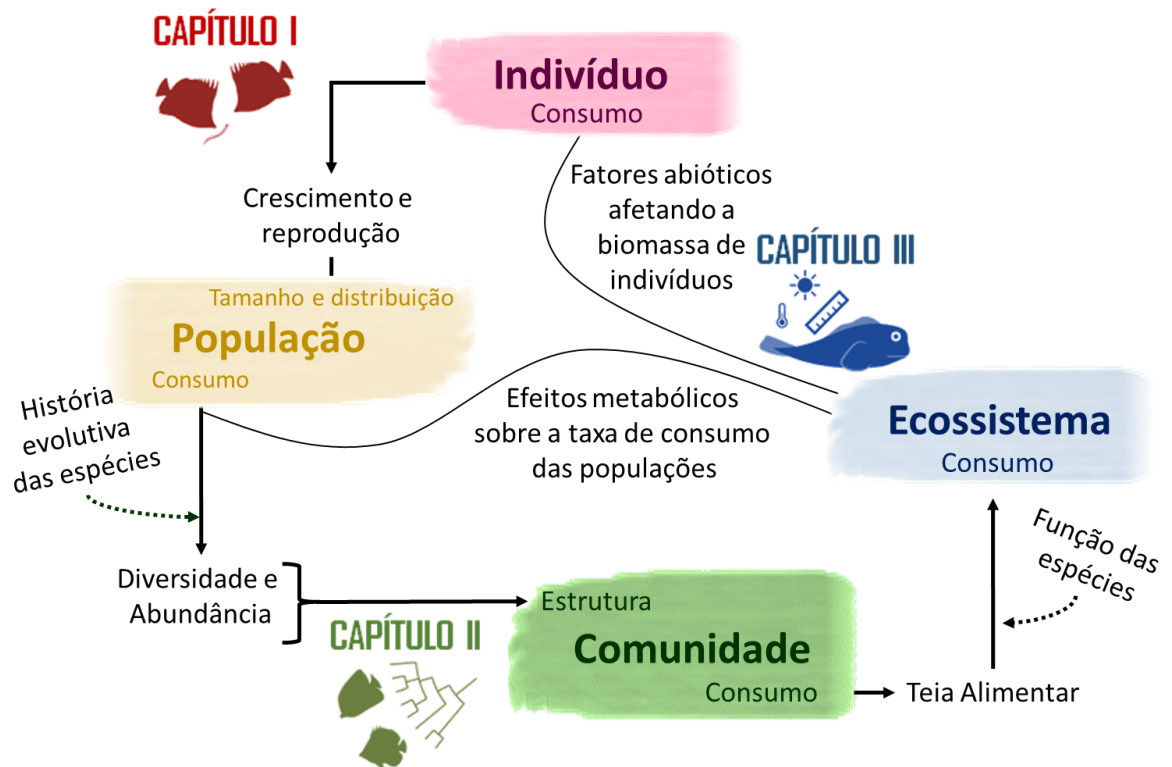 CAPÍTULO I
Indivíduo
Consumo
Crescimento e
reprodução
Fatores abióticos
afetando a
biomassa de
indivíduos
CAPÍTULO III
Tamanho e distribuição
População
Consumo
História
evolutiva
das espécies
Efeitos metabólicos
sobre a taxa de consumo
das populações
Ecossistema
Consumo
Função das
espécies
Diversidade e
Abundância
CAPÍTULO II
Estrutura
Comunidade
Consumo
Teia Alimentar